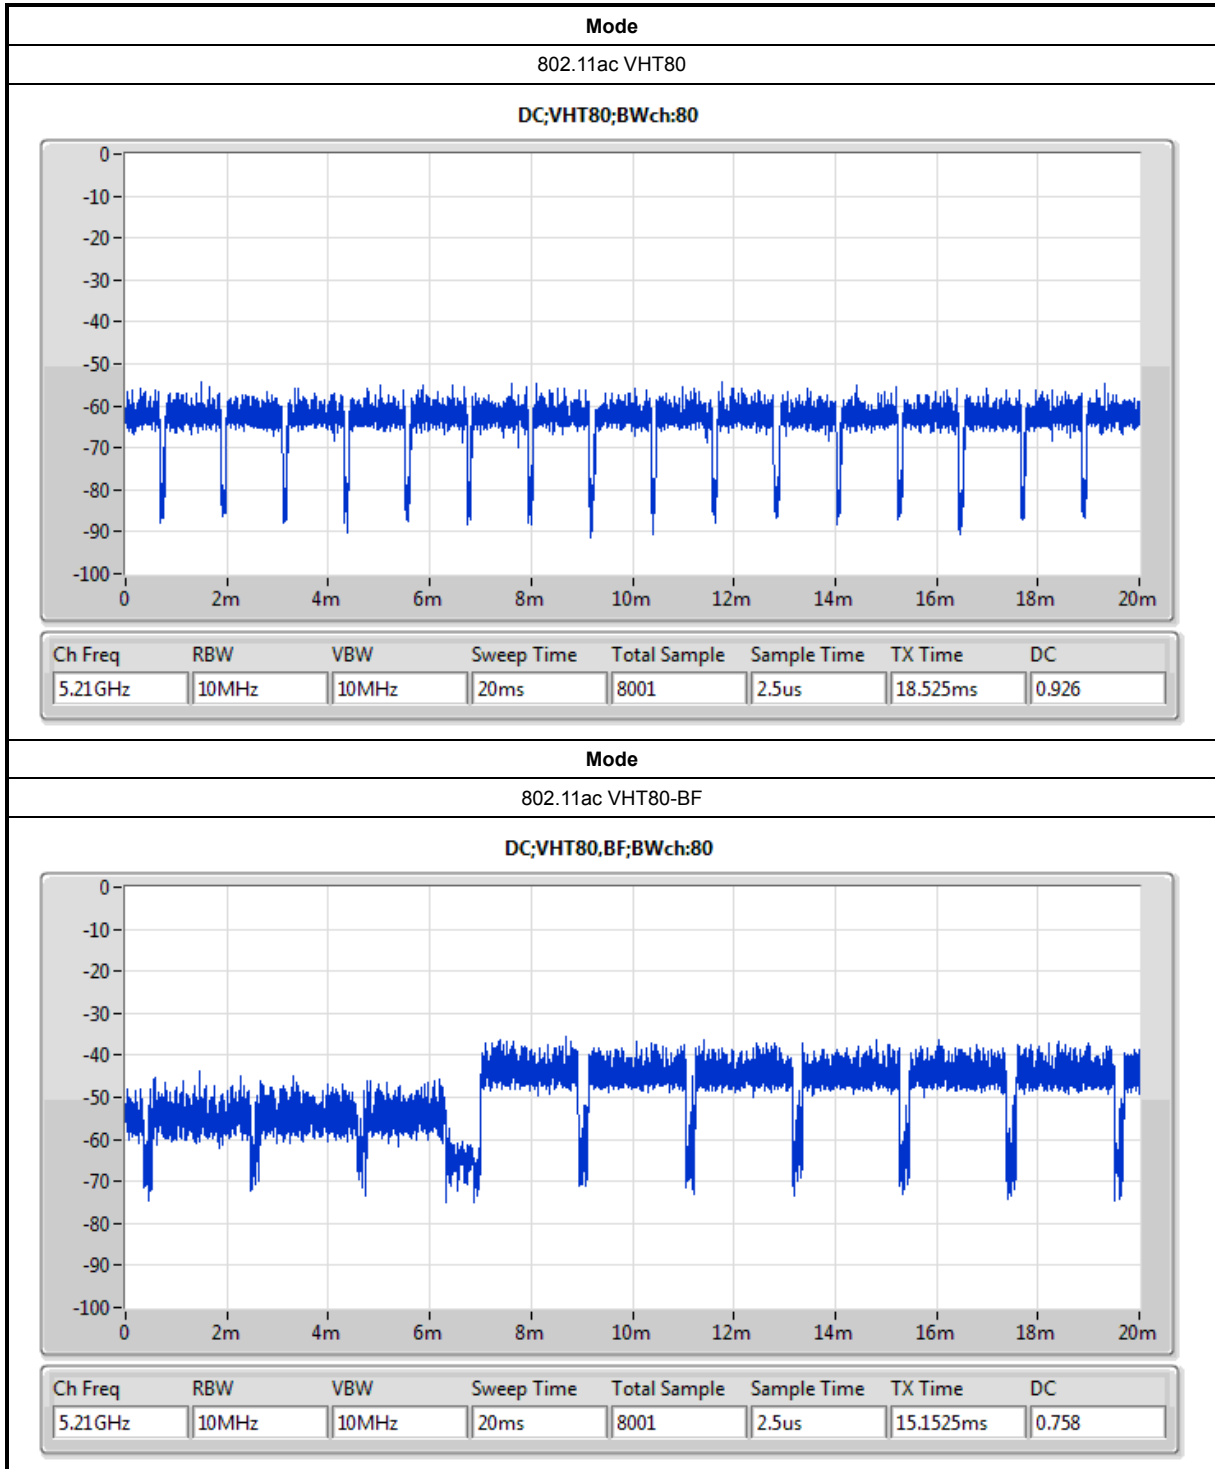 Mode
802.11ac VHT80
DC;VHT80;BWch:80
0
-10
-20
-30
-40
-50
-60
-70
-80
-90
-100
0 2m 4m 6m 8m 10m 12m 14m 16m 18m 20m
Ch Freq RBW VBW Sweep Time Total Sample Sample Time TX Time DC
5.21GHz 10MHz 10MHz 20ms 8001 2.5us 18.525ms 0.926
Mode
802.11ac VHT80-BF
DC;VHT80,BF;BWch:80
0
-10
-20
-30
-40
-50
-60
-70
-80
-90
-100
0 2m 4m 6m 8m 10m 12m 14m 16m 18m 20m
Ch Freq RBW VBW Sweep Time Total Sample Sample Time TX Time DC
5.21GHz 10MHz 10MHz 20ms 8001 2.5us 15.1525ms 0.758